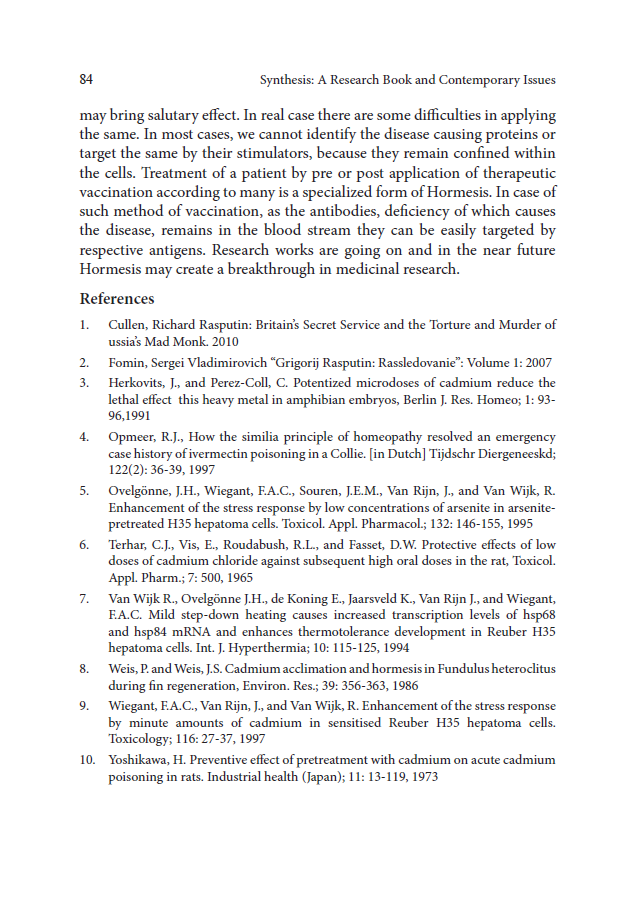 84 Synthesis: A Research Book and Contemporary Issues
may bring salutary effect. In real case there are some difficulties in applying
the same. In most cases, we cannot identify the disease causing proteins or
target the same by their stimulators, because they remain confined within
the cells. Treatment of a patient by pre or post application of therapeutic
vaccination according to many is a specialized form of Hormesis. In case of
such method of vaccination, as the antibodies, deficiency of which causes
the disease, remains in the blood stream they can be easily targeted by
respective antigens. Research works are going on and in the near future
Hormesis may create a breakthrough in medicinal research.
References
1. Cullen, Richard Rasputin: Britain’s Secret Service and the Torture and Murder of
ussia’s Mad Monk. 2010
2. Fomin, Sergei Vladimirovich “Grigorij Rasputin: Rassledovanie”: Volume 1: 2007
3. Herkovits, J., and Perez-Coll, C. Potentized microdoses of cadmium reduce the
lethal effect this heavy metal in amphibian embryos, Berlin J. Res. Homeo; 1: 93-
96,1991
4. Opmeer, R.J., How the similia principle of homeopathy resolved an emergency
case history of ivermectin poisoning in a Collie. [in Dutch] Tijdschr Diergeneeskd;
122(2): 36-39, 1997
5. Ovelgönne, J.H., Wiegant, F.A.C., Souren, J.E.M., Van Rijn, J., and Van Wijk, R.
Enhancement of the stress response by low concentrations of arsenite in arsenite-
pretreated H35 hepatoma cells. Toxicol. Appl. Pharmacol.; 132: 146-155, 1995
6. Terhar, C.J., Vis, E., Roudabush, R.L., and Fasset, D.W. Protective effects of low
doses of cadmium chloride against subsequent high oral doses in the rat, Toxicol.
Appl. Pharm.; 7: 500, 1965
7. Van Wijk R., Ovelgönne J.H., de Koning E., Jaarsveld K., Van Rijn J., and Wiegant,
F.A.C. Mild step-down heating causes increased transcription levels of hsp68
and hsp84 mRNA and enhances thermotolerance development in Reuber H35
hepatoma cells. Int. J. Hyperthermia; 10: 115-125, 1994
8. Weis, P. and Weis, J.S. Cadmium acclimation and hormesis in Fundulus heteroclitus
during fin regeneration, Environ. Res.; 39: 356-363, 1986
9. Wiegant, F.A.C., Van Rijn, J., and Van Wijk, R. Enhancement of the stress response
by minute amounts of cadmium in sensitised Reuber H35 hepatoma cells.
Toxicology; 116: 27-37, 1997
10. Yoshikawa, H. Preventive effect of pretreatment with cadmium on acute cadmium
poisoning in rats. Industrial health (Japan); 11: 13-119, 1973